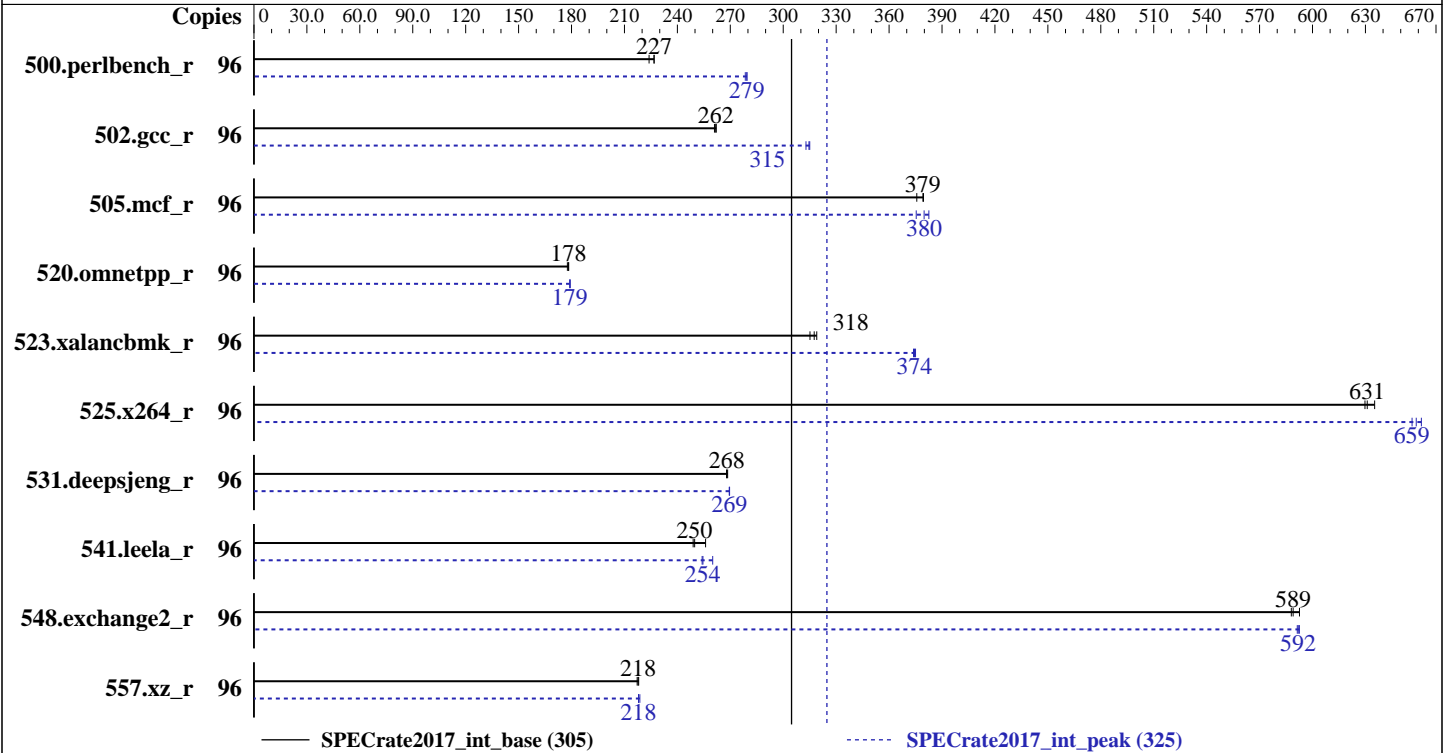 Copies 0 30.0 60.0 90.0 120 150 180 210 240 270 300 330 360 390 420 450 480 510 540 570 600 630 670
500.perlbench_r 96 227
279
502.gcc_r 96 262
315
505.mcf_r 96 379
380
520.omnetpp_r 96 178
179
523.xalancbmk_r 96 318
374
525.x264_r 96 631
659
531.deepsjeng_r 96 268
269
541.leela_r 96 250
254
548.exchange2_r 96 589
592
557.xz_r 96 218
218
SPECrate2017_int_base (305) SPECrate2017_int_peak (325)